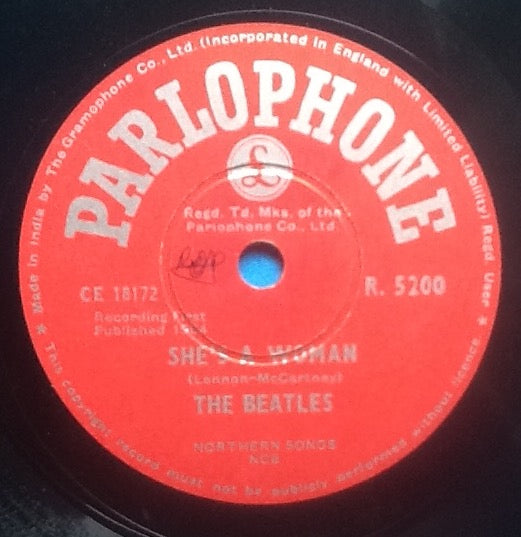 ★ Made in India by The Gramophone Co., Ltd. (Incorporated in England with Limited Liability) Regd. User ★
PARLOPHONE
£
Regd. Td. Mks. of the
Parlophone Co., Ltd
CE 18172
R. 5200
Recording First
Published 1964
SHE'S A WOMAN
(Lennon-McCartney)
THE BEATLES
NORTHERN SONGS
NCB
This copyright record must not be publicly performed without licence.